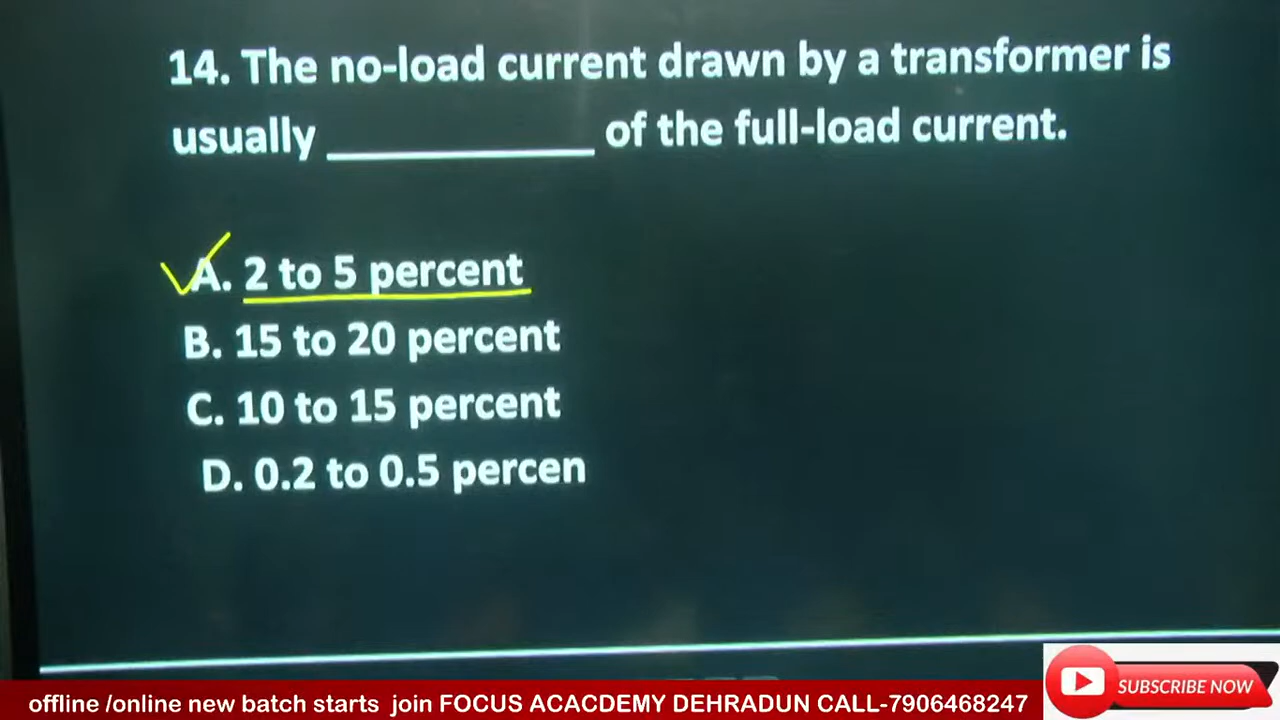 14. The no-load current drawn by a transformer is
usually ____________ of the full-load current.
A. 2 to 5 percent
B. 15 to 20 percent
C. 10 to 15 percent
D. 0.2 to 0.5 percen
offline /online new batch starts join FOCUS ACACDEMY DEHRADUN CALL-7906468247
SUBSCRIBE NOW